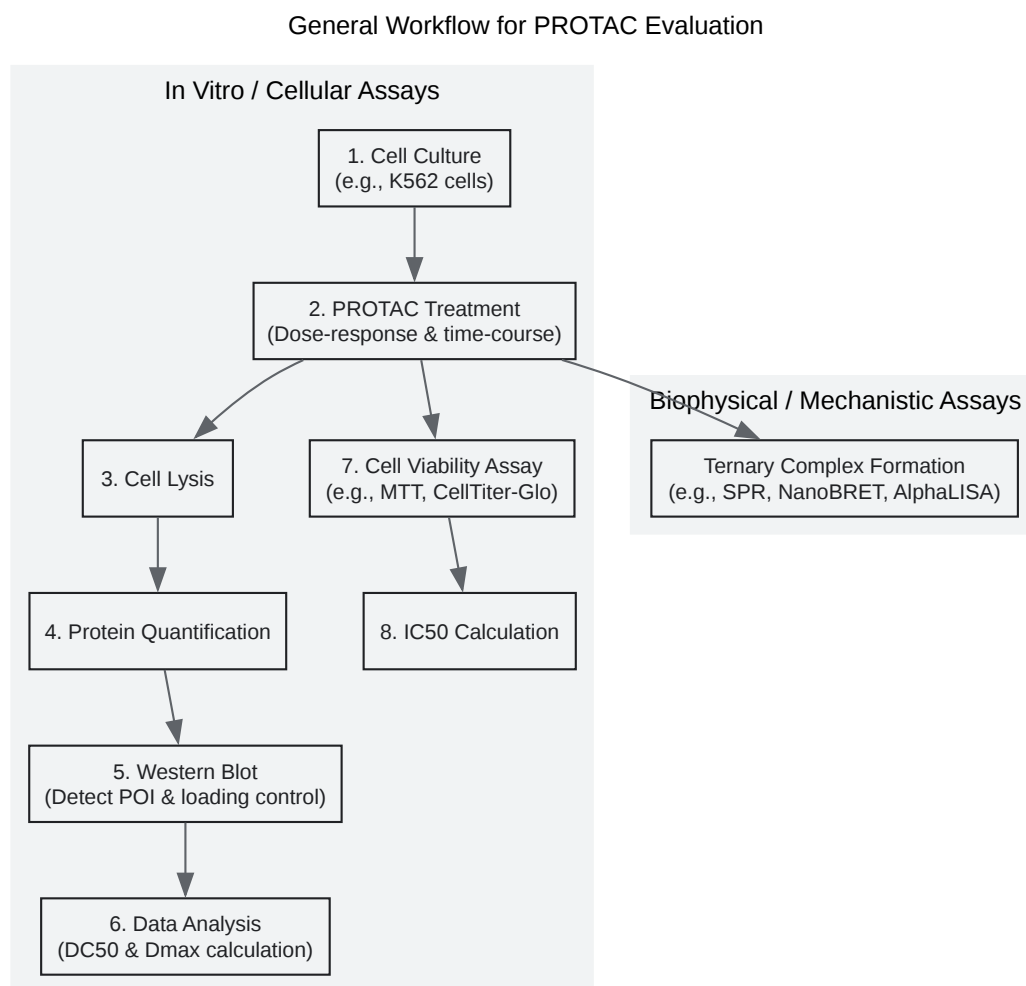 General Workflow for PROTAC Evaluation
In Vitro / Cellular Assays
1. Cell Culture
(e.g., K562 cells)
2. PROTAC Treatment
(Dose-response & time-course)
Biophysical / Mechanistic Assays
3. Cell Lysis
7. Cell Viability Assay
(e.g., MTT, CellTiter-Glo)
Ternary Complex Formation
(e.g., SPR, NanoBRET, AlphaLISA)
4. Protein Quantification
8. IC50 Calculation
5. Western Blot
(Detect POI & loading control)
6. Data Analysis
(DC50 & Dmax calculation)